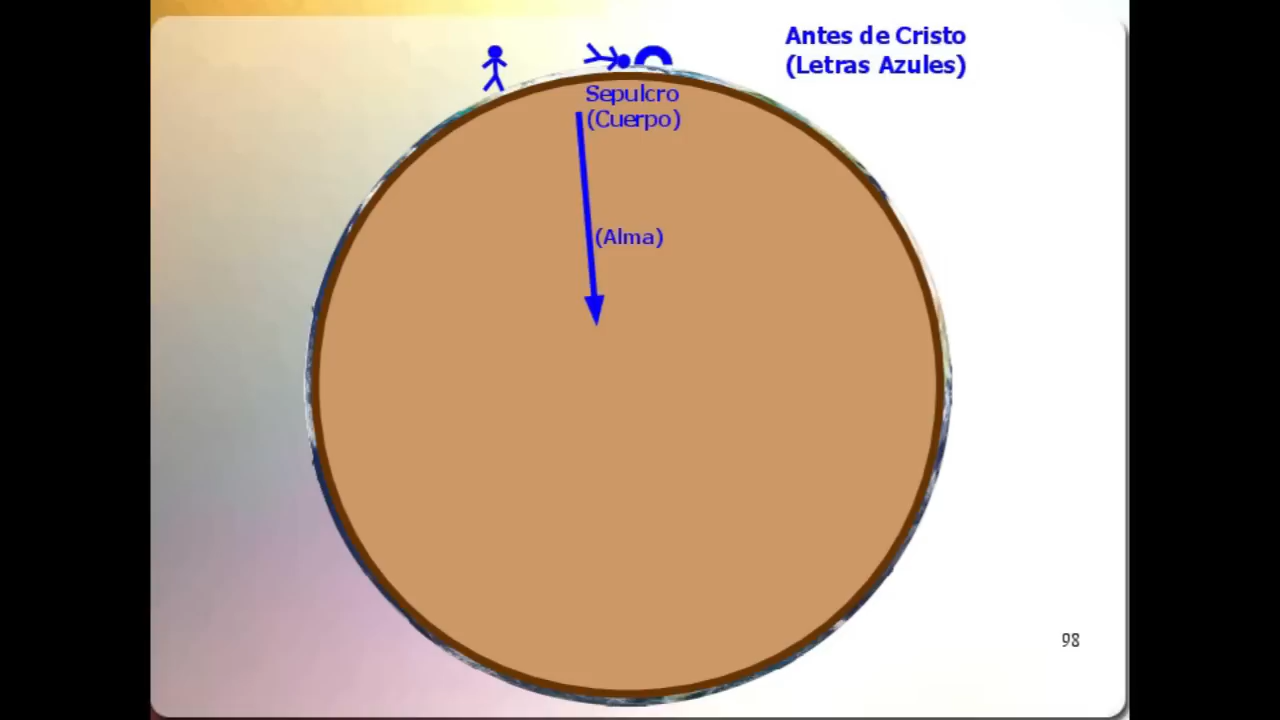 Antes de Cristo
(Letras Azules)
Sepulcro
(Cuerpo)
(Alma)
98